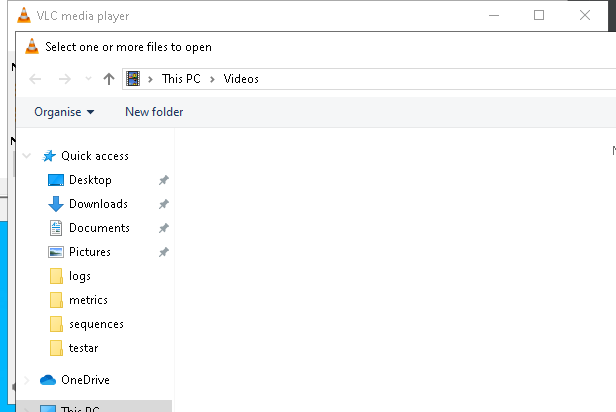 VLC media player
Select one or more files to open
This PC > Videos
Organise New folder
Quick access
Desktop
Downloads
Documents
Pictures
logs
metrics
sequences
testar
OneDrive
This PC